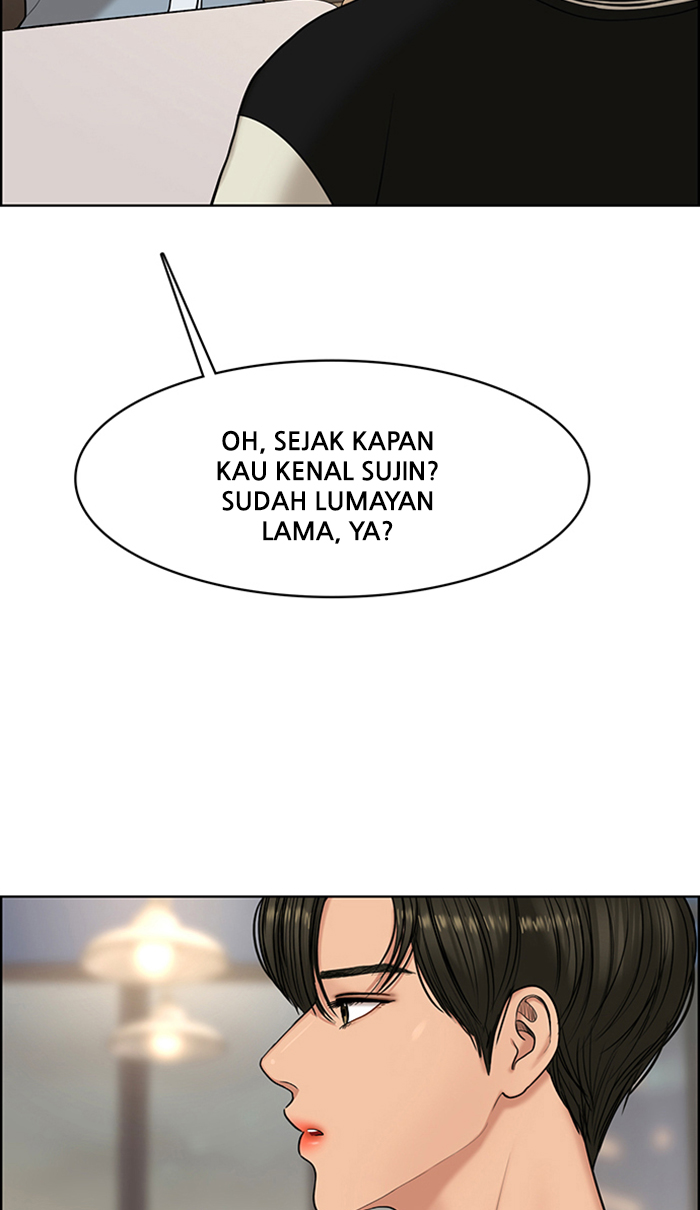 OH, SEJAK KAPAN
KAU KENAL SUJIN?
SUDAH LUMAYAN
LAMA, YA?